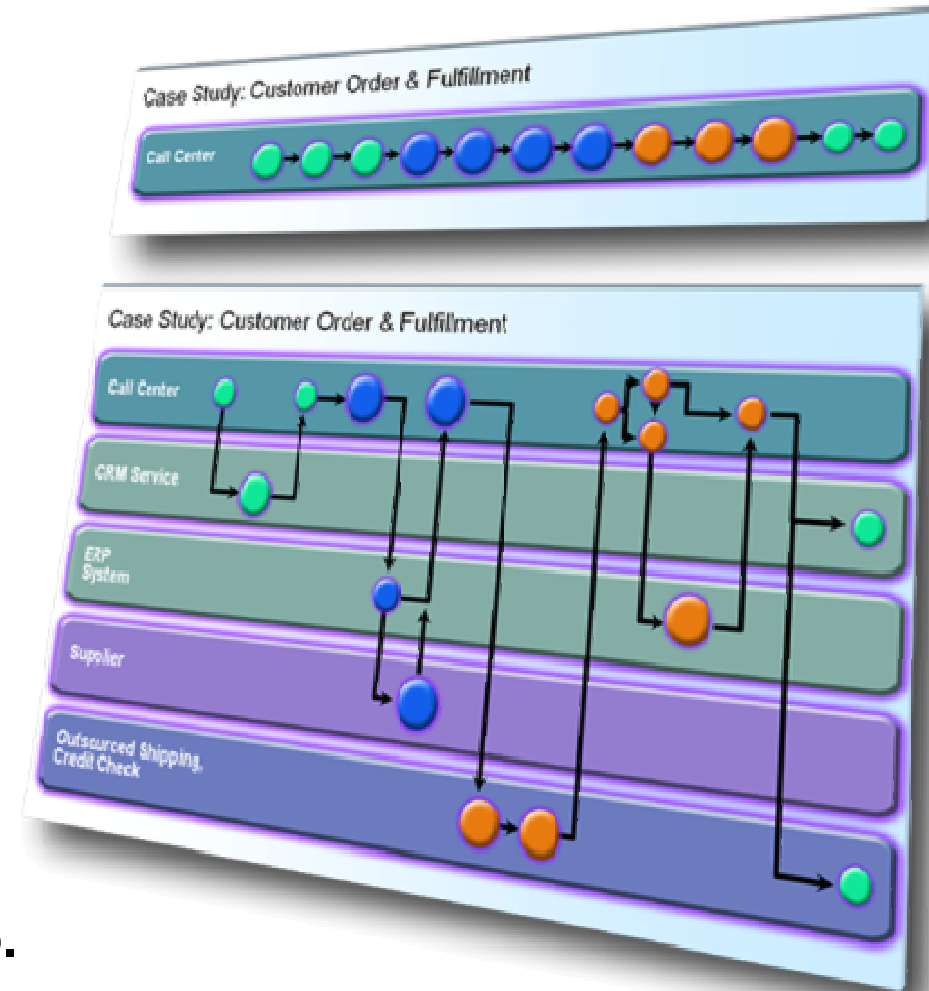 Case Study: Customer Order & Fulfillment
Call Center
Case Study: Customer Order & Fulfillment
Call Center
CRM Service
ERP
System
Supplier
Outsourced Shipping,
Credit Check
.